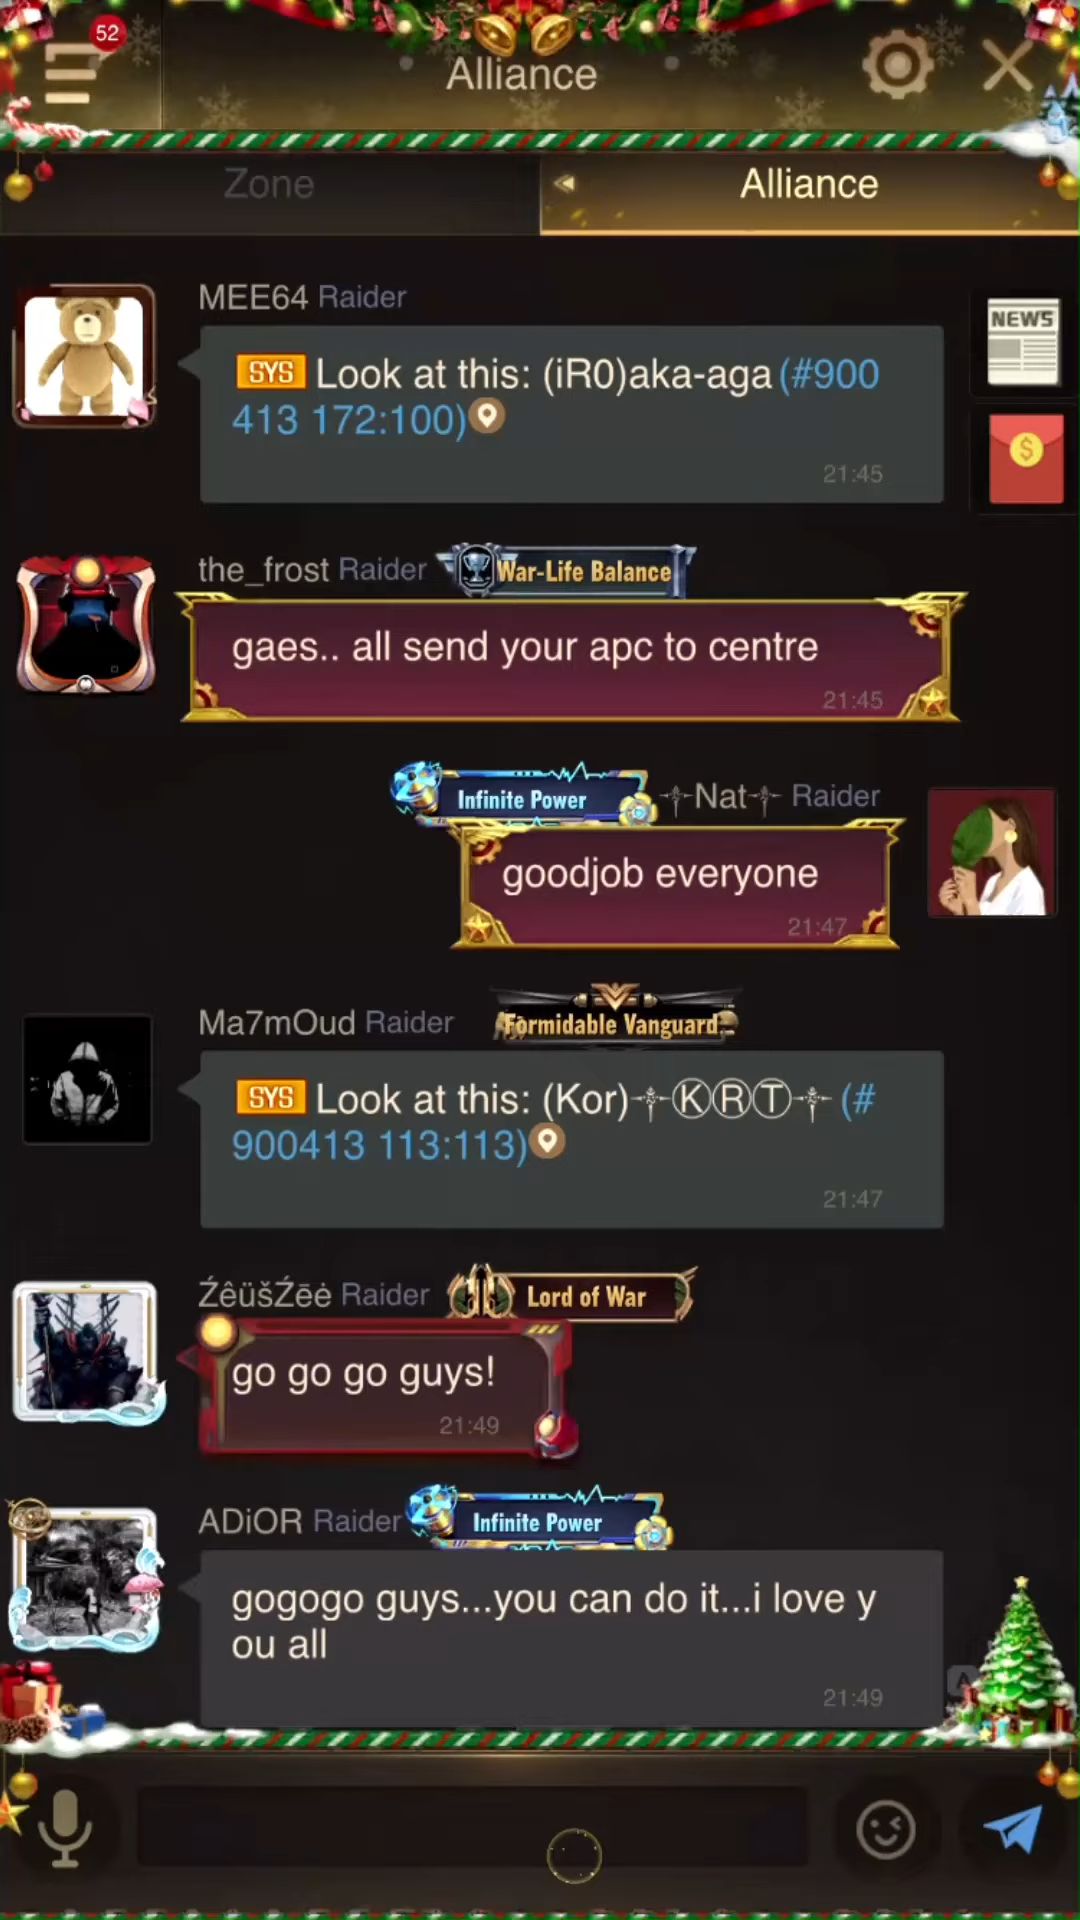 52
Alliance
Zone
Alliance
MEE64 Raider
NEWS
SYS Look at this: (iR0)aka-aga (#900
413 172:100)
21:45
the_frost Raider War-Life Balance
gaes.. all send your apc to centre
21:45
Infinite Power ⸸Nat⸸ Raider
goodjob everyone
21:47
Ma7mOud Raider Formidable Vanguard
SYS Look at this: (Kor)⸸ⓀⓇⓉ⸸ (#
900413 113:113)
21:47
ŹêüšŹēė Raider Lord of War
go go go guys!
21:49
ADiOR Raider Infinite Power
gogogo guys...you can do it...i love y
ou all
21:49